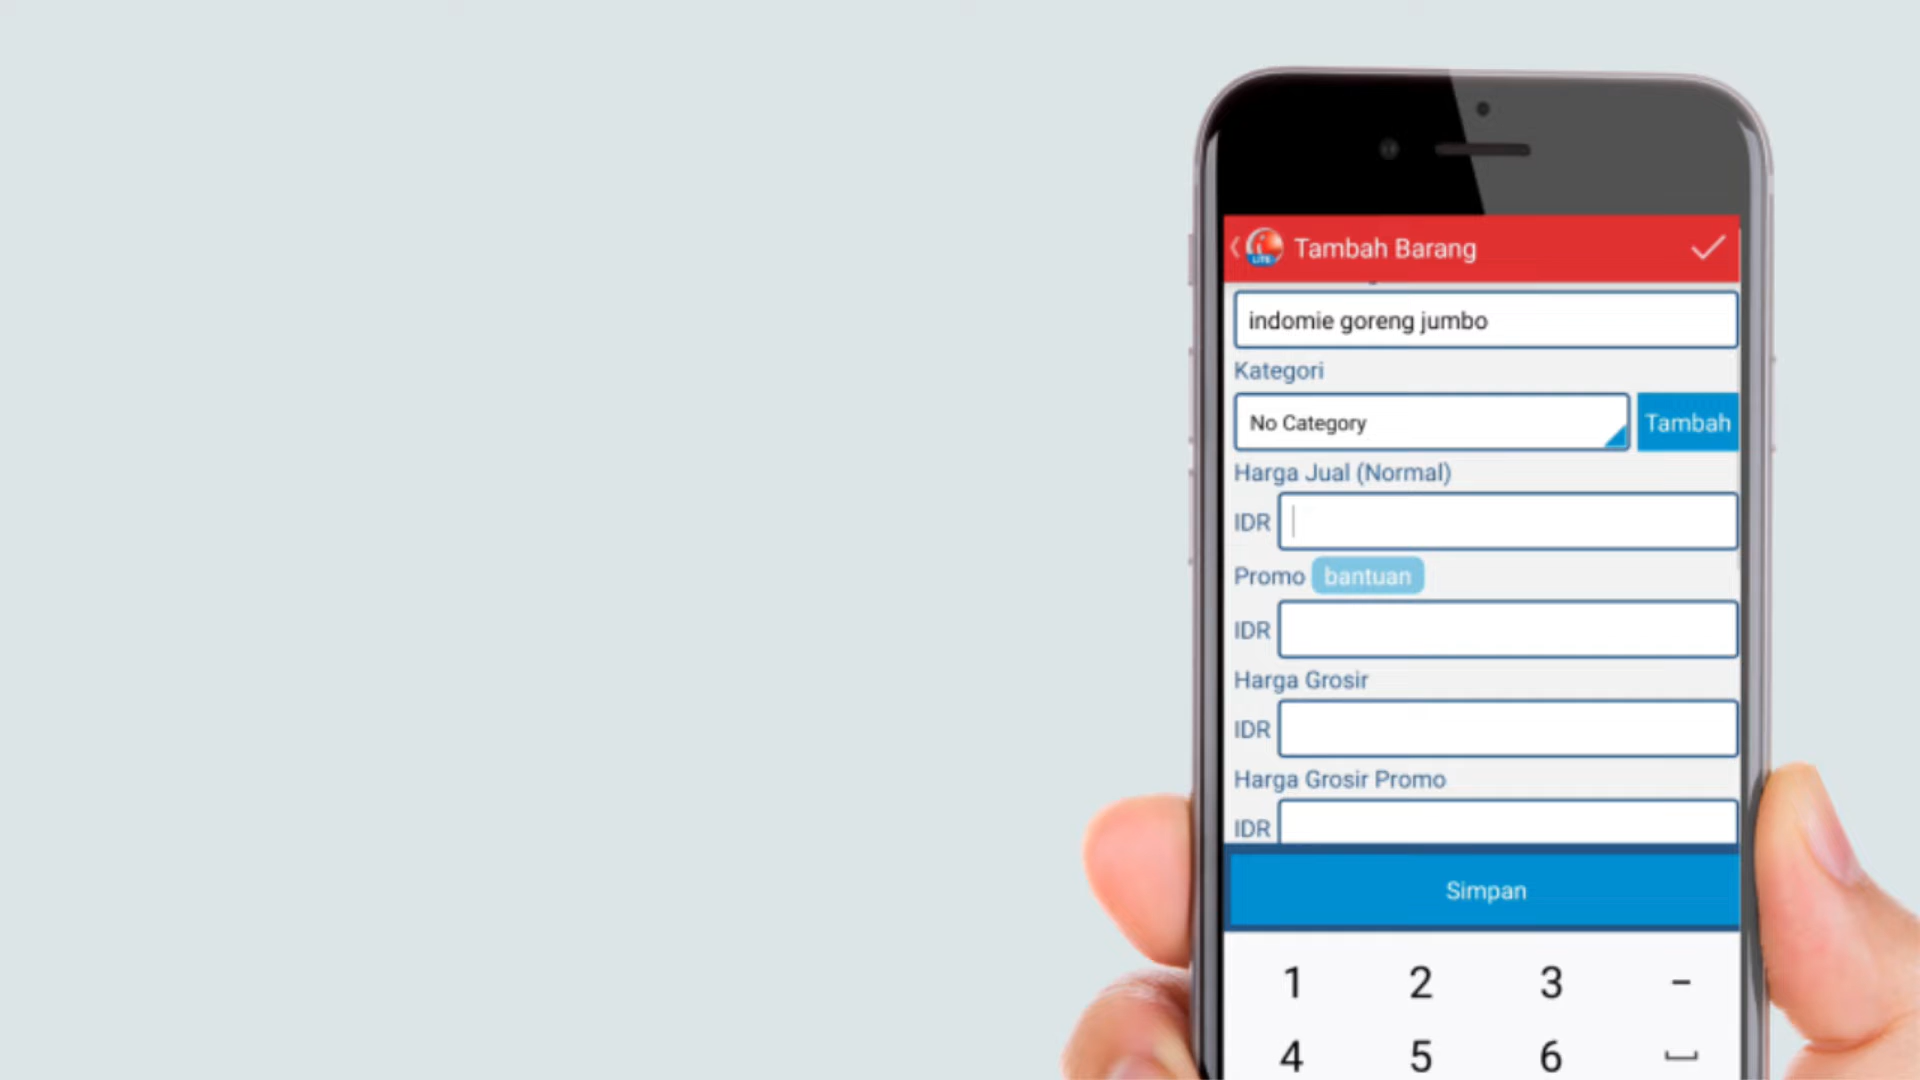 LITE Tambah Barang
indomie goreng jumbo
Kategori
No Category Tambah
Harga Jual (Normal)
IDR
Promo bantuan
IDR
Harga Grosir
IDR
Harga Grosir Promo
IDR
Simpan
1 2 3 -
4 5 6